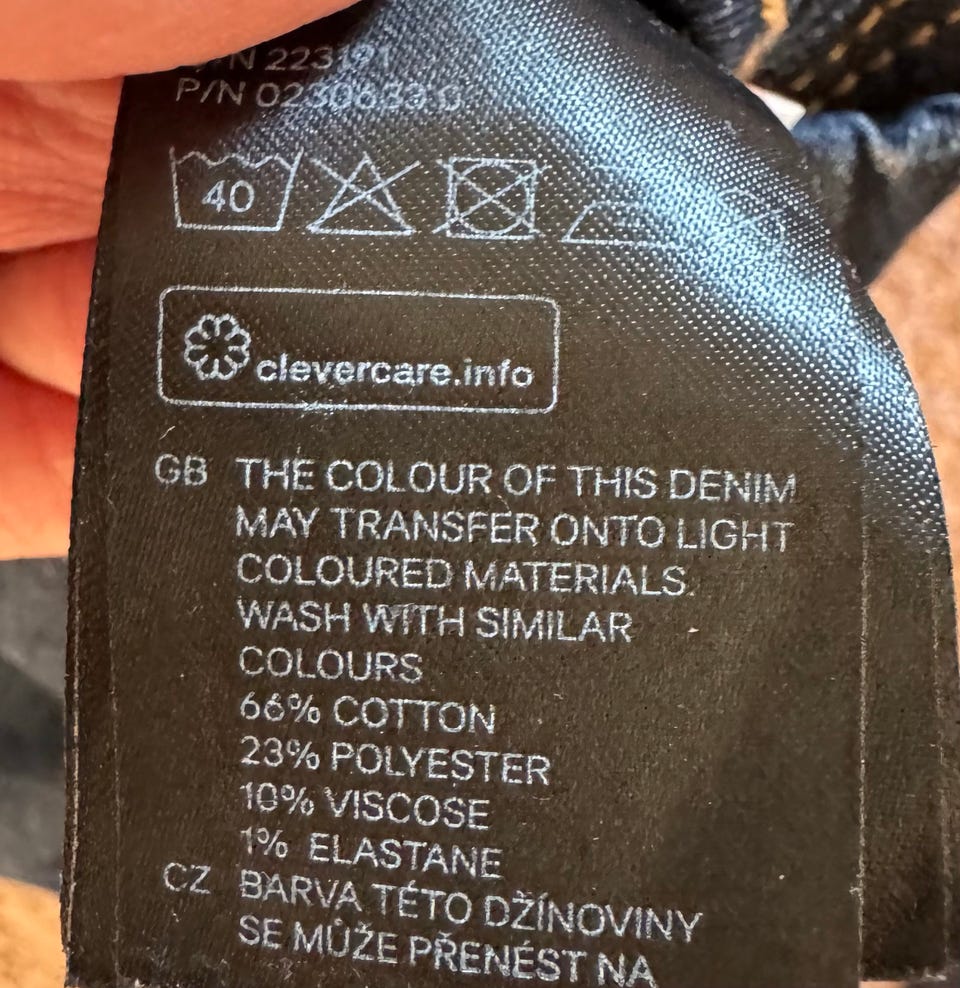 P/N
40
clevercare.info
GB THE COLOUR OF THIS DENIM
MAY TRANSFER ONTO LIGHT
COLOURED MATERIALS.
WASH WITH SIMILAR
COLOURS
66% COTTON
23% POLYESTER
10% VISCOSE
1% ELASTANE
CZ BARVA TÉTO DŽÍNOVINY
SE MŮŽE PŘENÉST NA